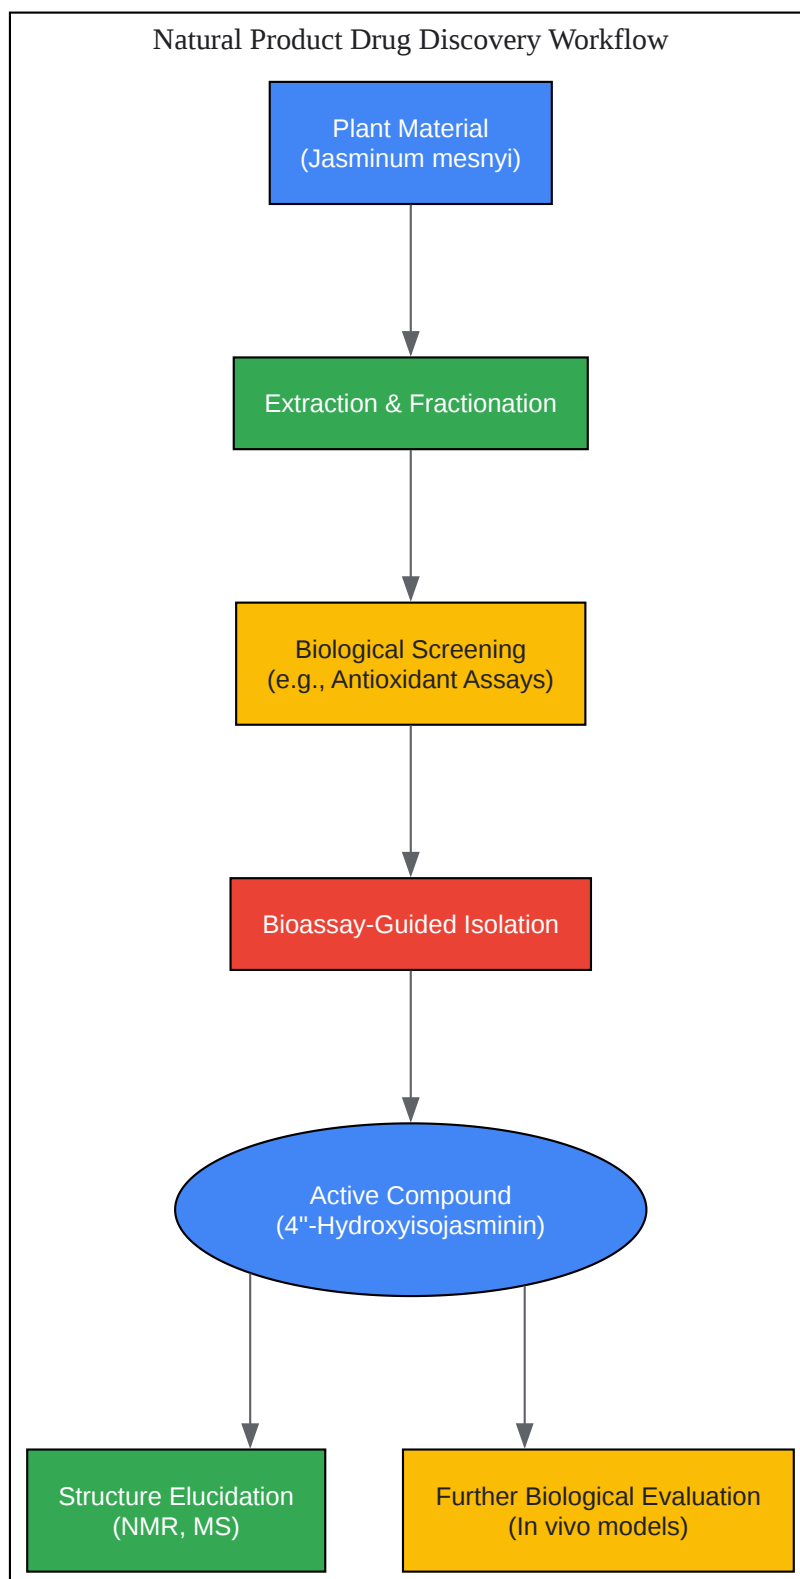 Natural Product Drug Discovery Workflow
Plant Material
(Jasminum mesnyi)
Extraction & Fractionation
Biological Screening
(e.g., Antioxidant Assays)
Bioassay-Guided Isolation
Active Compound
(4''-Hydroxyisojasminin)
Structure Elucidation
(NMR, MS)
Further Biological Evaluation
(In vivo models)